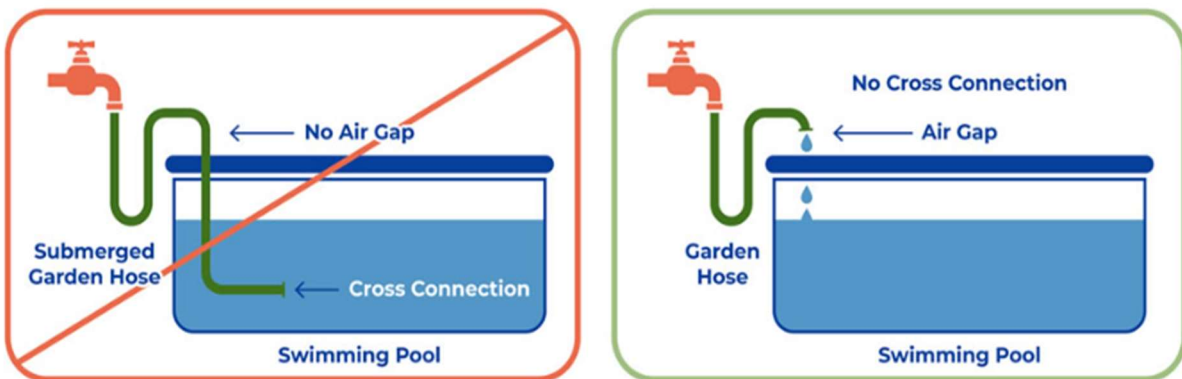 No Air Gap
Submerged
Garden Hose
Cross Connection
Swimming Pool
No Cross Connection
Air Gap
Garden
Hose
Swimming Pool